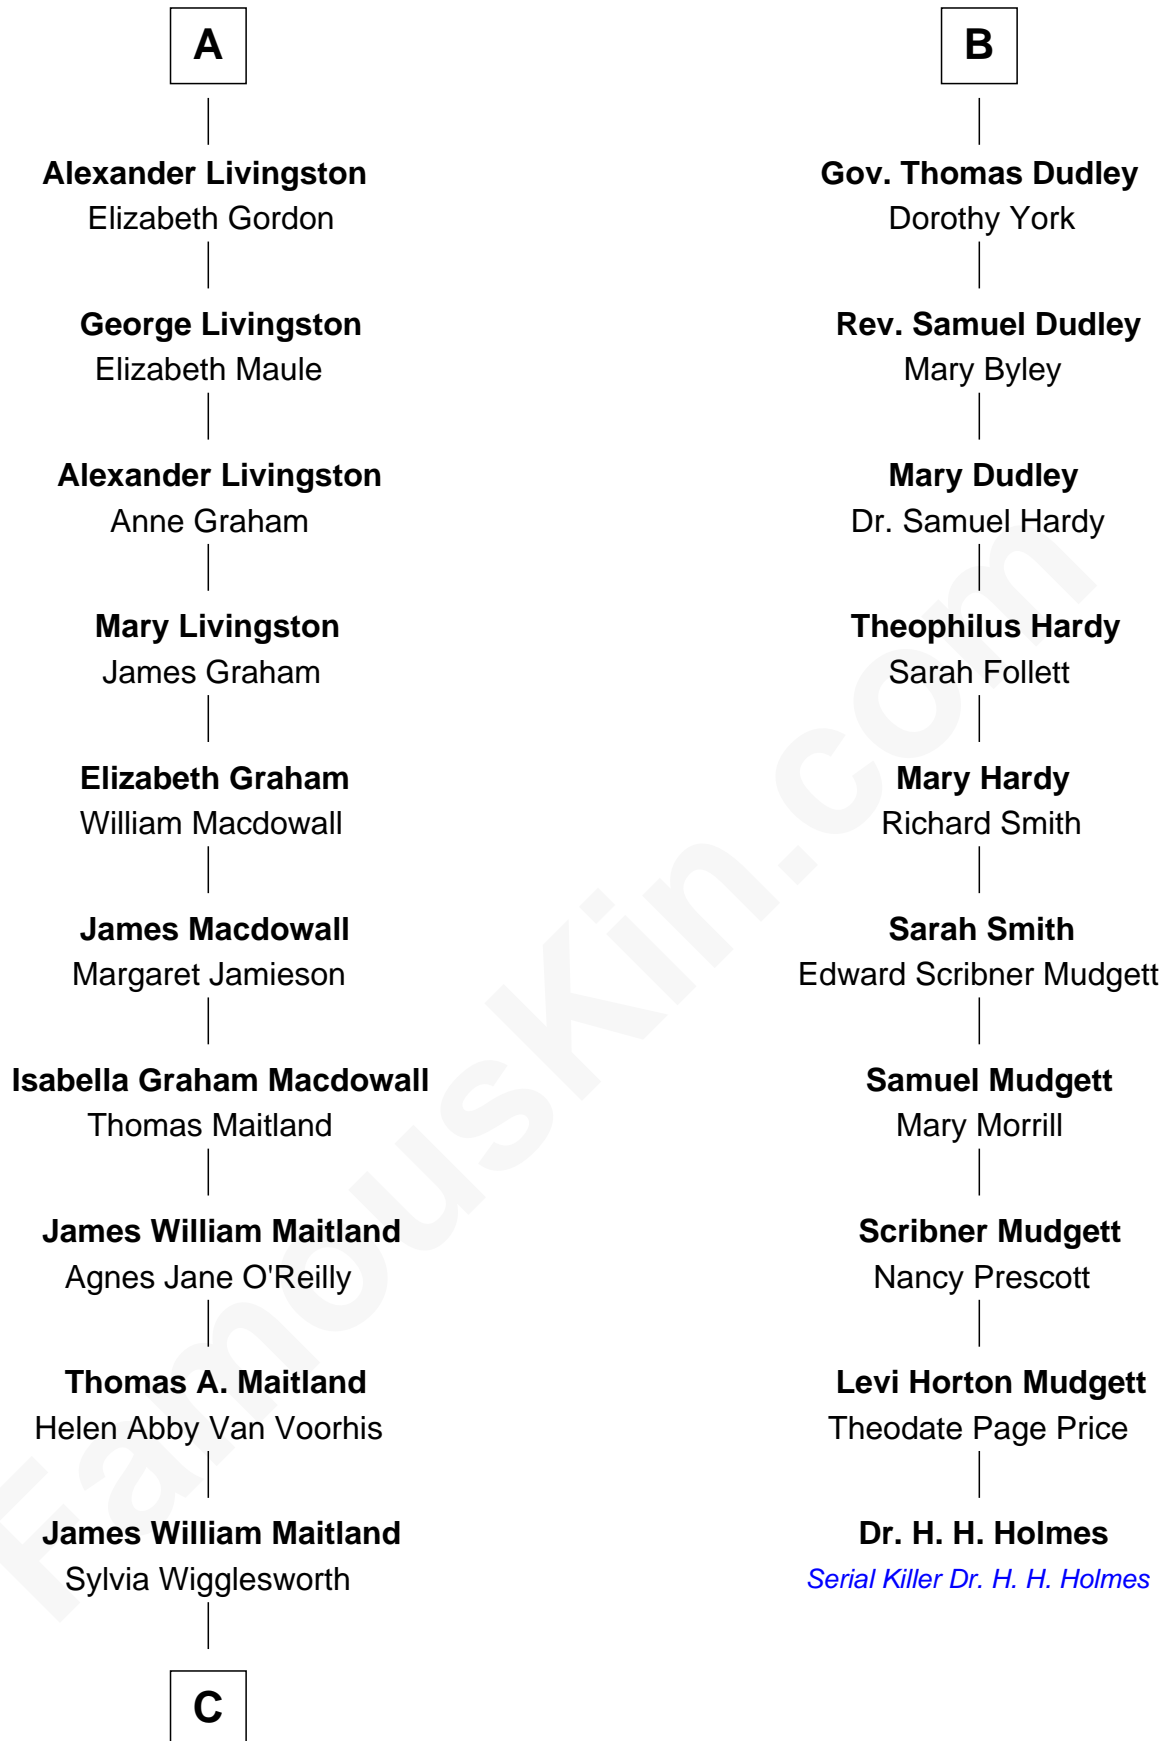 A
Alexander Livingston
Elizabeth Gordon
George Livingston
Elizabeth Maule
Alexander Livingston
Anne Graham
Mary Livingston
James Graham
Elizabeth Graham
William Macdowall
James Macdowall
Margaret Jamieson
Isabella Graham Macdowall
Thomas Maitland
James William Maitland
Agnes Jane O'Reilly
Thomas A. Maitland
Helen Abby Van Voorhis
James William Maitland
Sylvia Wigglesworth
C
B
Gov. Thomas Dudley
Dorothy York
Rev. Samuel Dudley
Mary Byley
Mary Dudley
Dr. Samuel Hardy
Theophilus Hardy
Sarah Follett
Mary Hardy
Richard Smith
Sarah Smith
Edward Scribner Mudgett
Samuel Mudgett
Mary Morrill
Scribner Mudgett
Nancy Prescott
Levi Horton Mudgett
Theodate Page Price
Dr. H. H. Holmes
Serial Killer Dr. H. H. Holmes
FamousKin.com